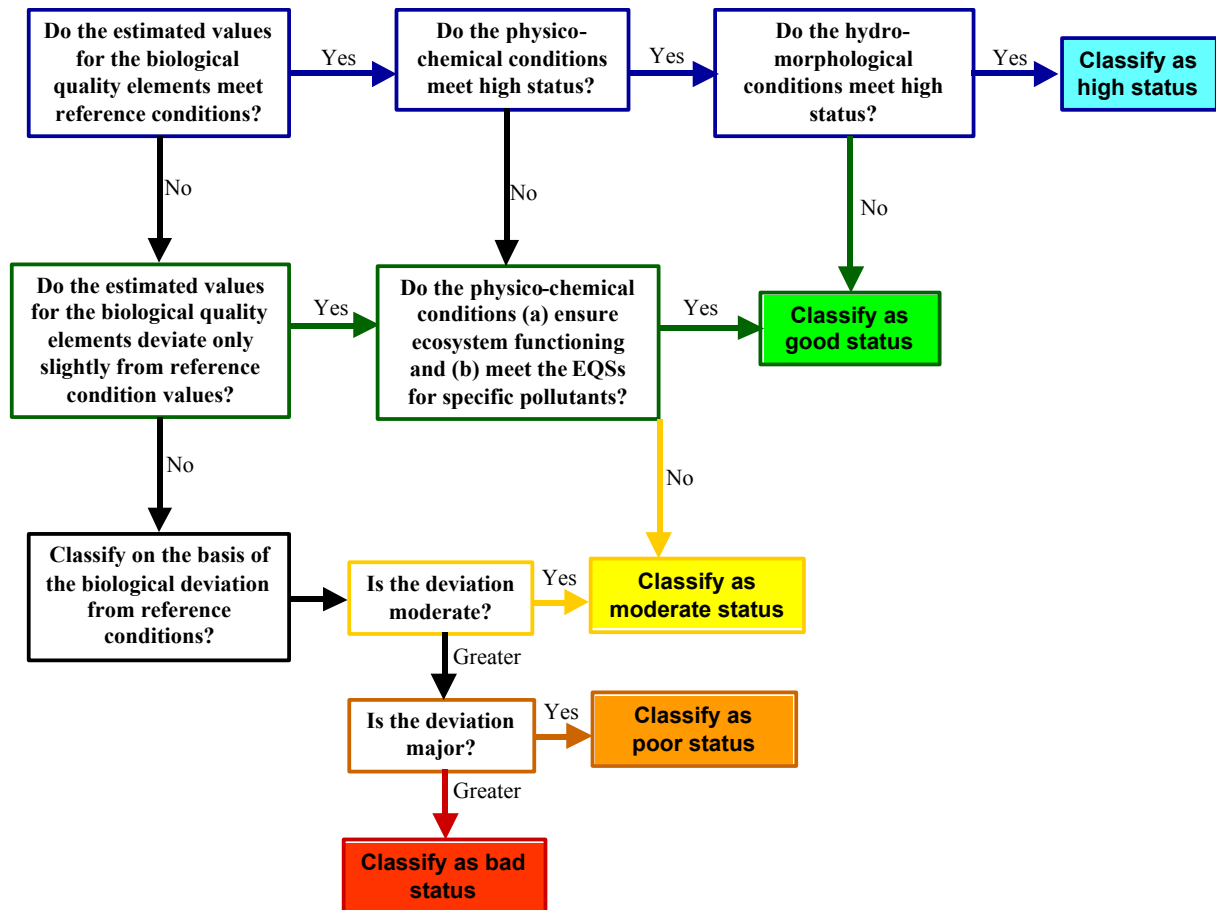 Do the estimated values
for the biological
quality elements meet
reference conditions?
Yes
Do the physico-
chemical conditions
meet high status?
Yes
Do the hydro-
morphological
conditions meet high
status?
Yes
Classify as
high status
No
No
No
Do the estimated values
for the biological quality
elements deviate only
slightly from reference
condition values?
Yes
Do the physico-chemical
conditions (a) ensure
ecosystem functioning
and (b) meet the EQSs
for specific pollutants?
Yes
Classify as
good status
No
No
Classify on the basis of
the biological deviation
from reference
conditions?
Is the deviation
moderate?
Yes
Classify as
moderate status
Greater
Is the deviation
major?
Yes
Classify as
poor status
Greater
Classify as bad
status